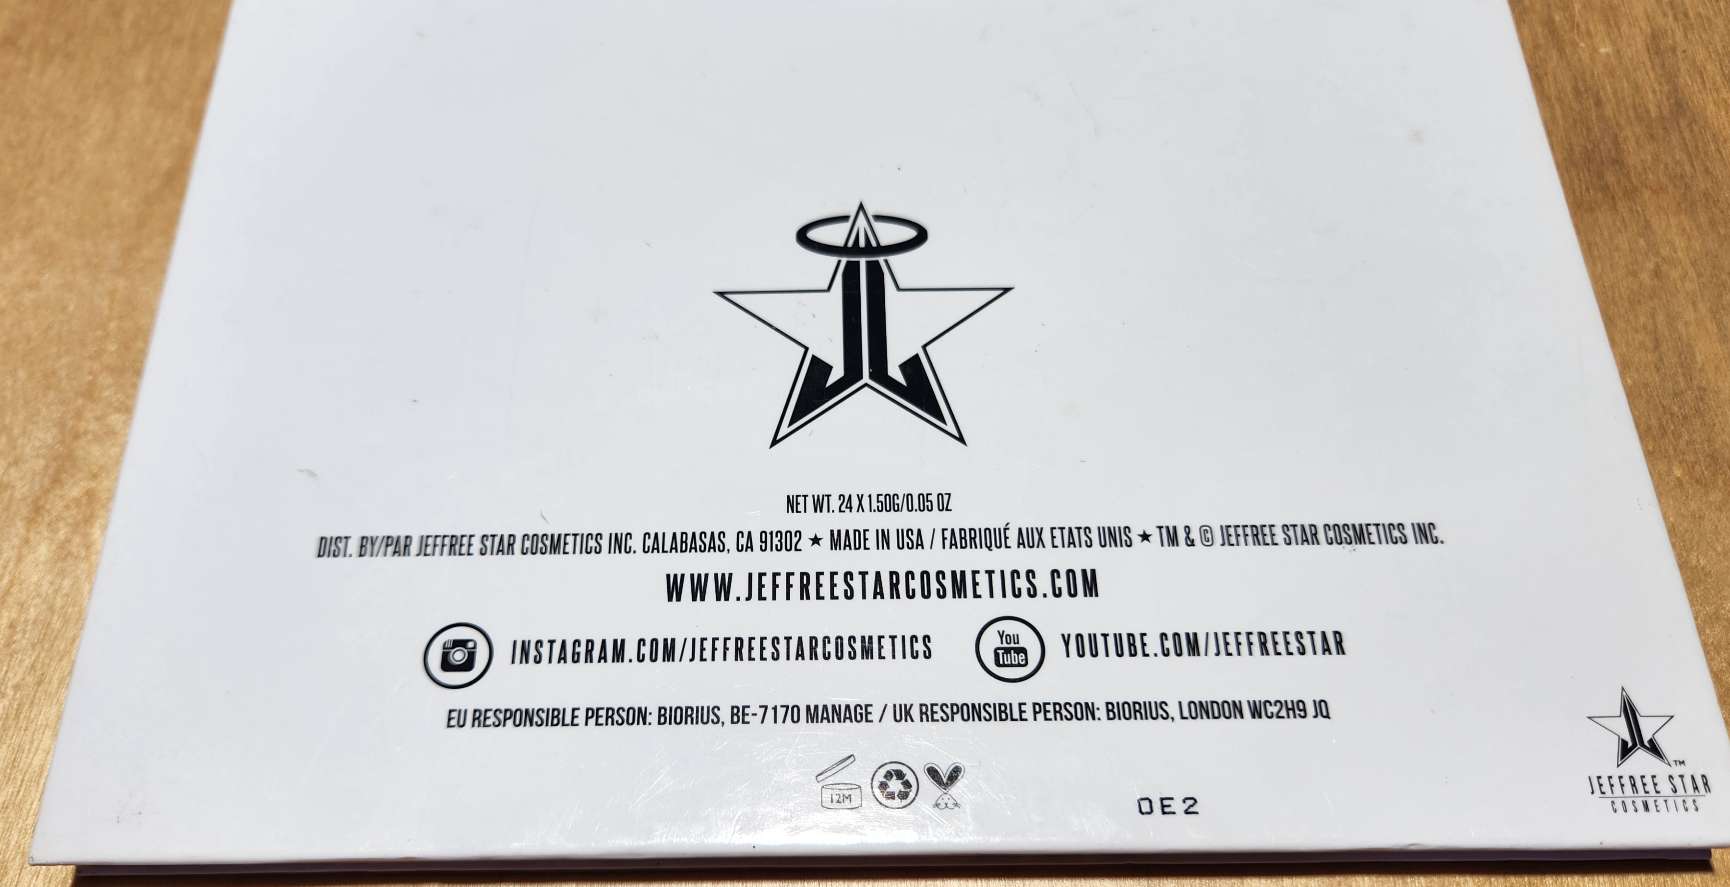 NET WT. 24 X 1.50G/0.05 OZ
DIST. BY/PAR JEFFREE STAR COSMETICS INC. CALABASAS, CA 91302 ★ MADE IN USA / FABRIQUÉ AUX ETATS UNIS ★ TM & © JEFFREE STAR COSMETICS INC.
WWW.JEFFREESTARCOSMETICS.COM
INSTAGRAM.COM/JEFFREESTARCOSMETICS
You
Tube
YOUTUBE.COM/JEFFREESTAR
EU RESPONSIBLE PERSON: BIORIUS, BE-7170 MANAGE / UK RESPONSIBLE PERSON: BIORIUS, LONDON WC2H9 JQ
12M
0E2
TM
JEFFREE STAR
COSMETICS